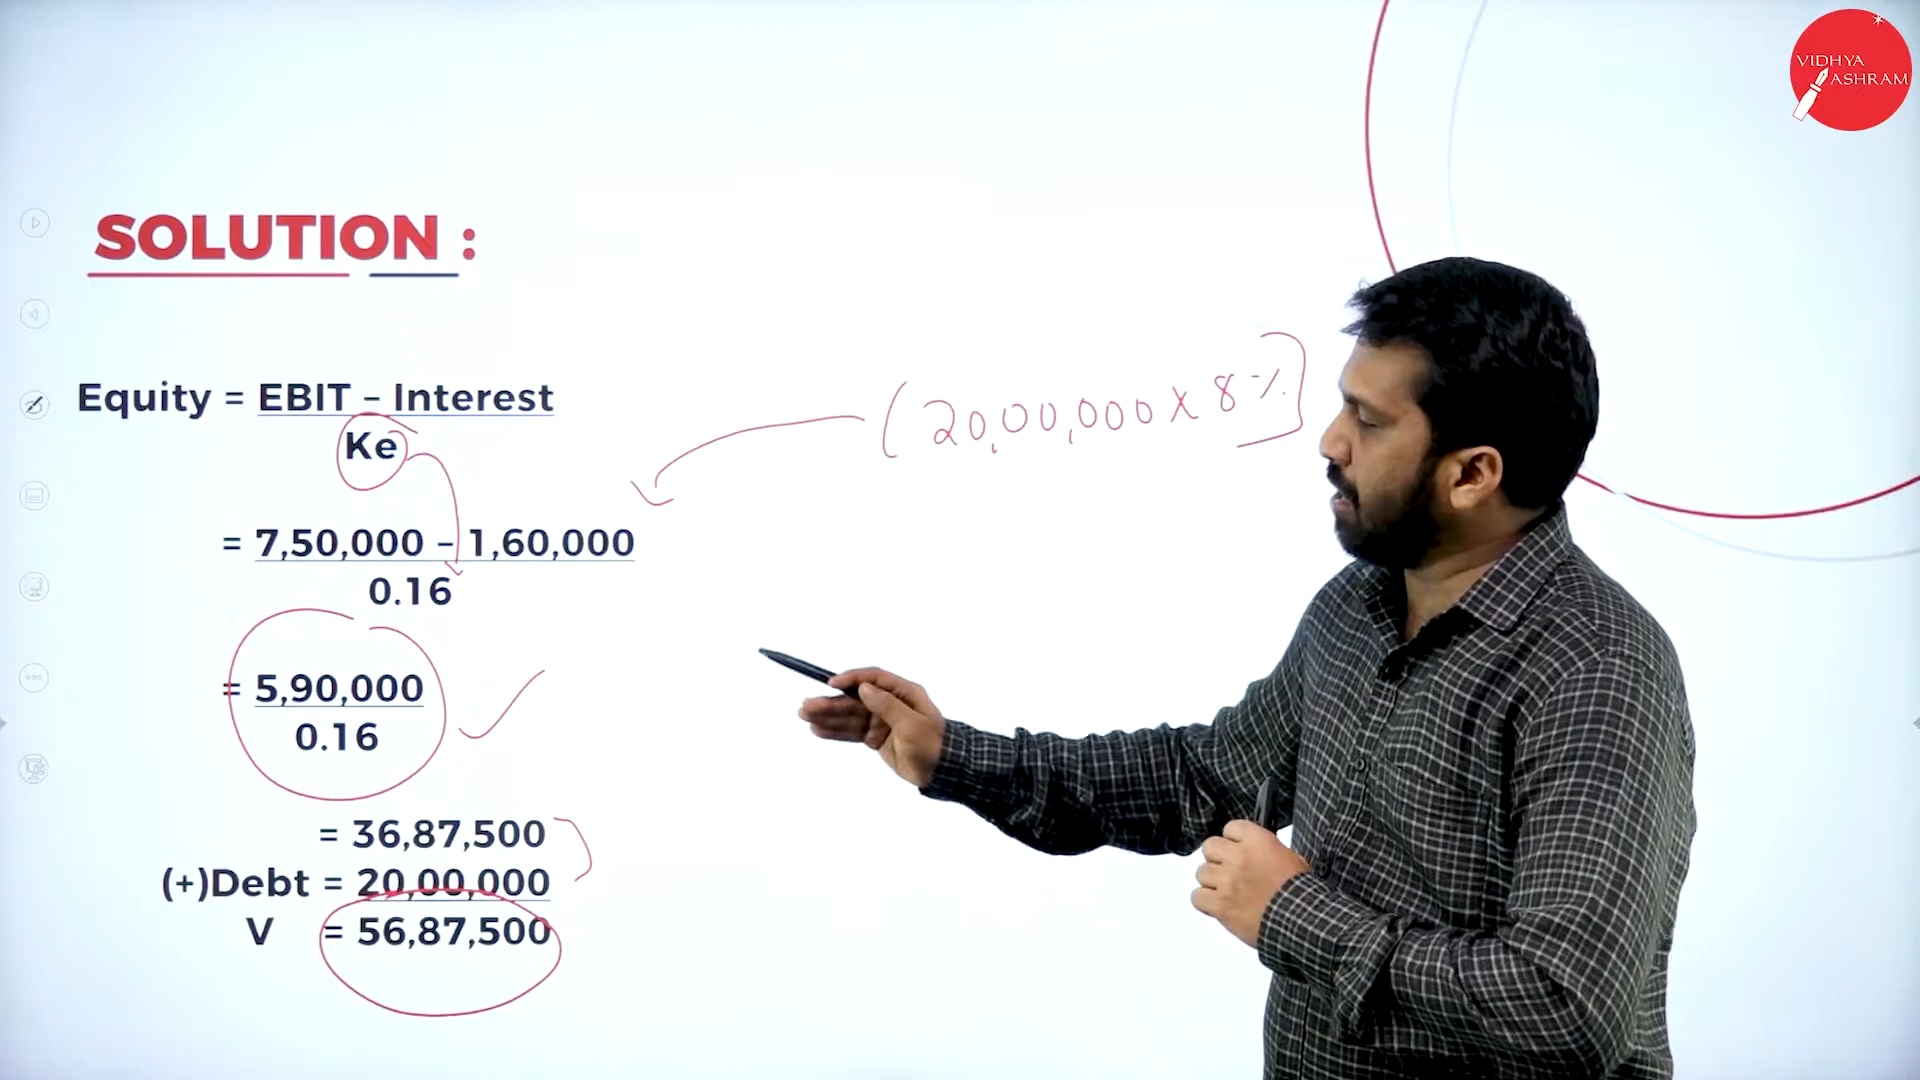 VIDHYA
ASHRAM
SOLUTION :
(20,00,000 x 8%]
Equity = EBIT – Interest
Ke
= 7,50,000 – 1,60,000
0.16
= 5,90,000
0.16
= 36,87,500
(+)Debt = 20,00,000
V = 56,87,500